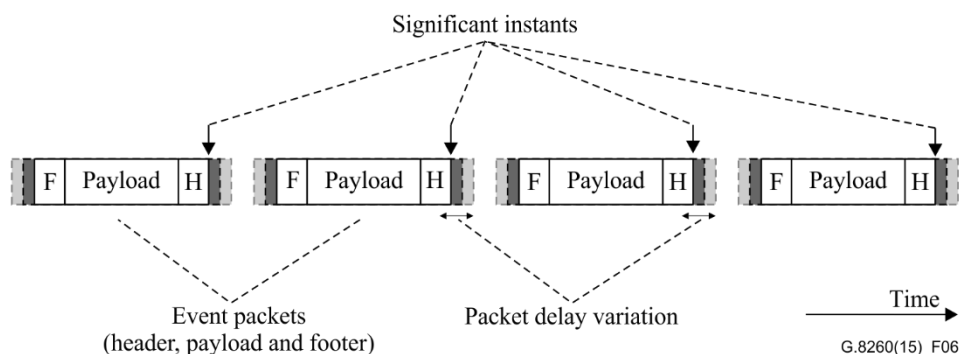 Significant instants
F Payload H F Payload H F Payload H F Payload H
Event packets
(header, payload and footer)
Packet delay variation
Time
G.8260(15)_F06